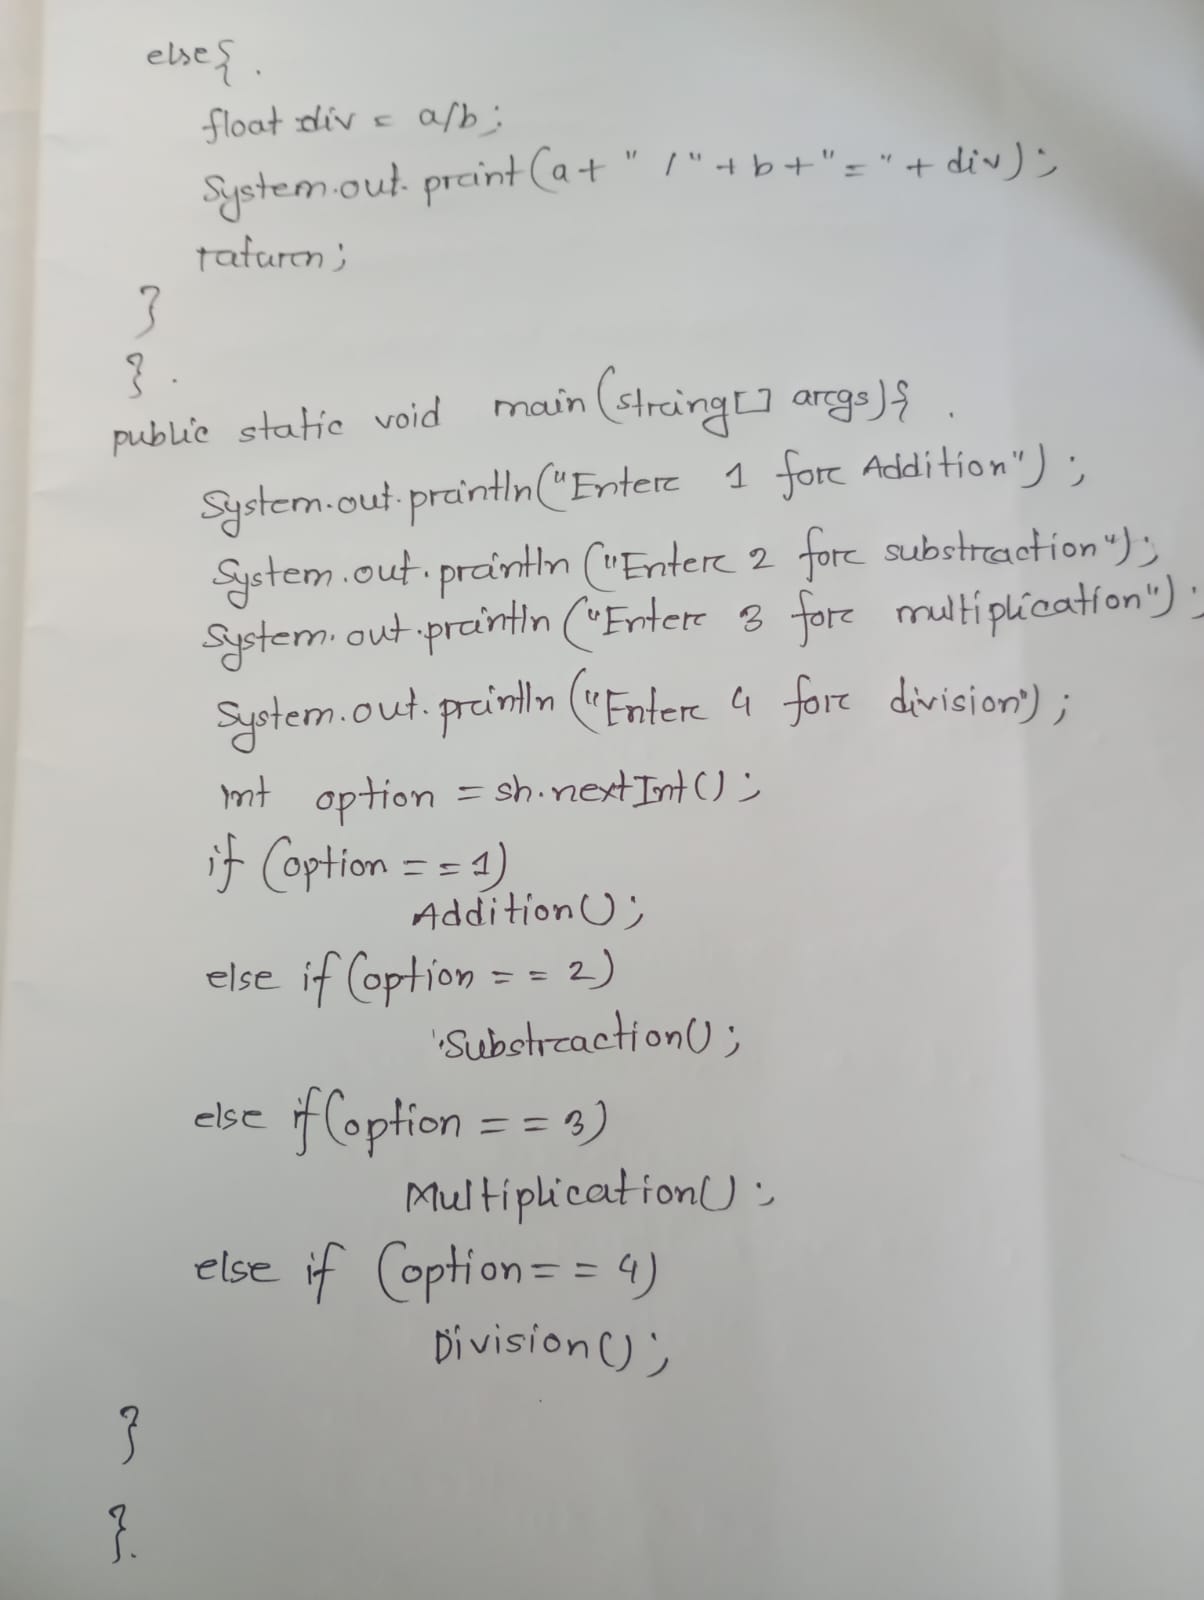 else{
float div = a/b;
System.out.print(a+ " /"+b+"="+div);
return;
}
}
public static void main(string[] args){
System.out.println("Enter 1 for Addition");
System.out.println("Enter 2 for substraction");
System.out.println("Enter 3 for multiplication");
System.out.println("Enter 4 for division");
int option = sh.nextInt();
if (option == 1)
Addition();
else if (option == 2)
Substraction();
else if (option == 3)
Multiplication();
else if (option == 4)
Division();
}
}